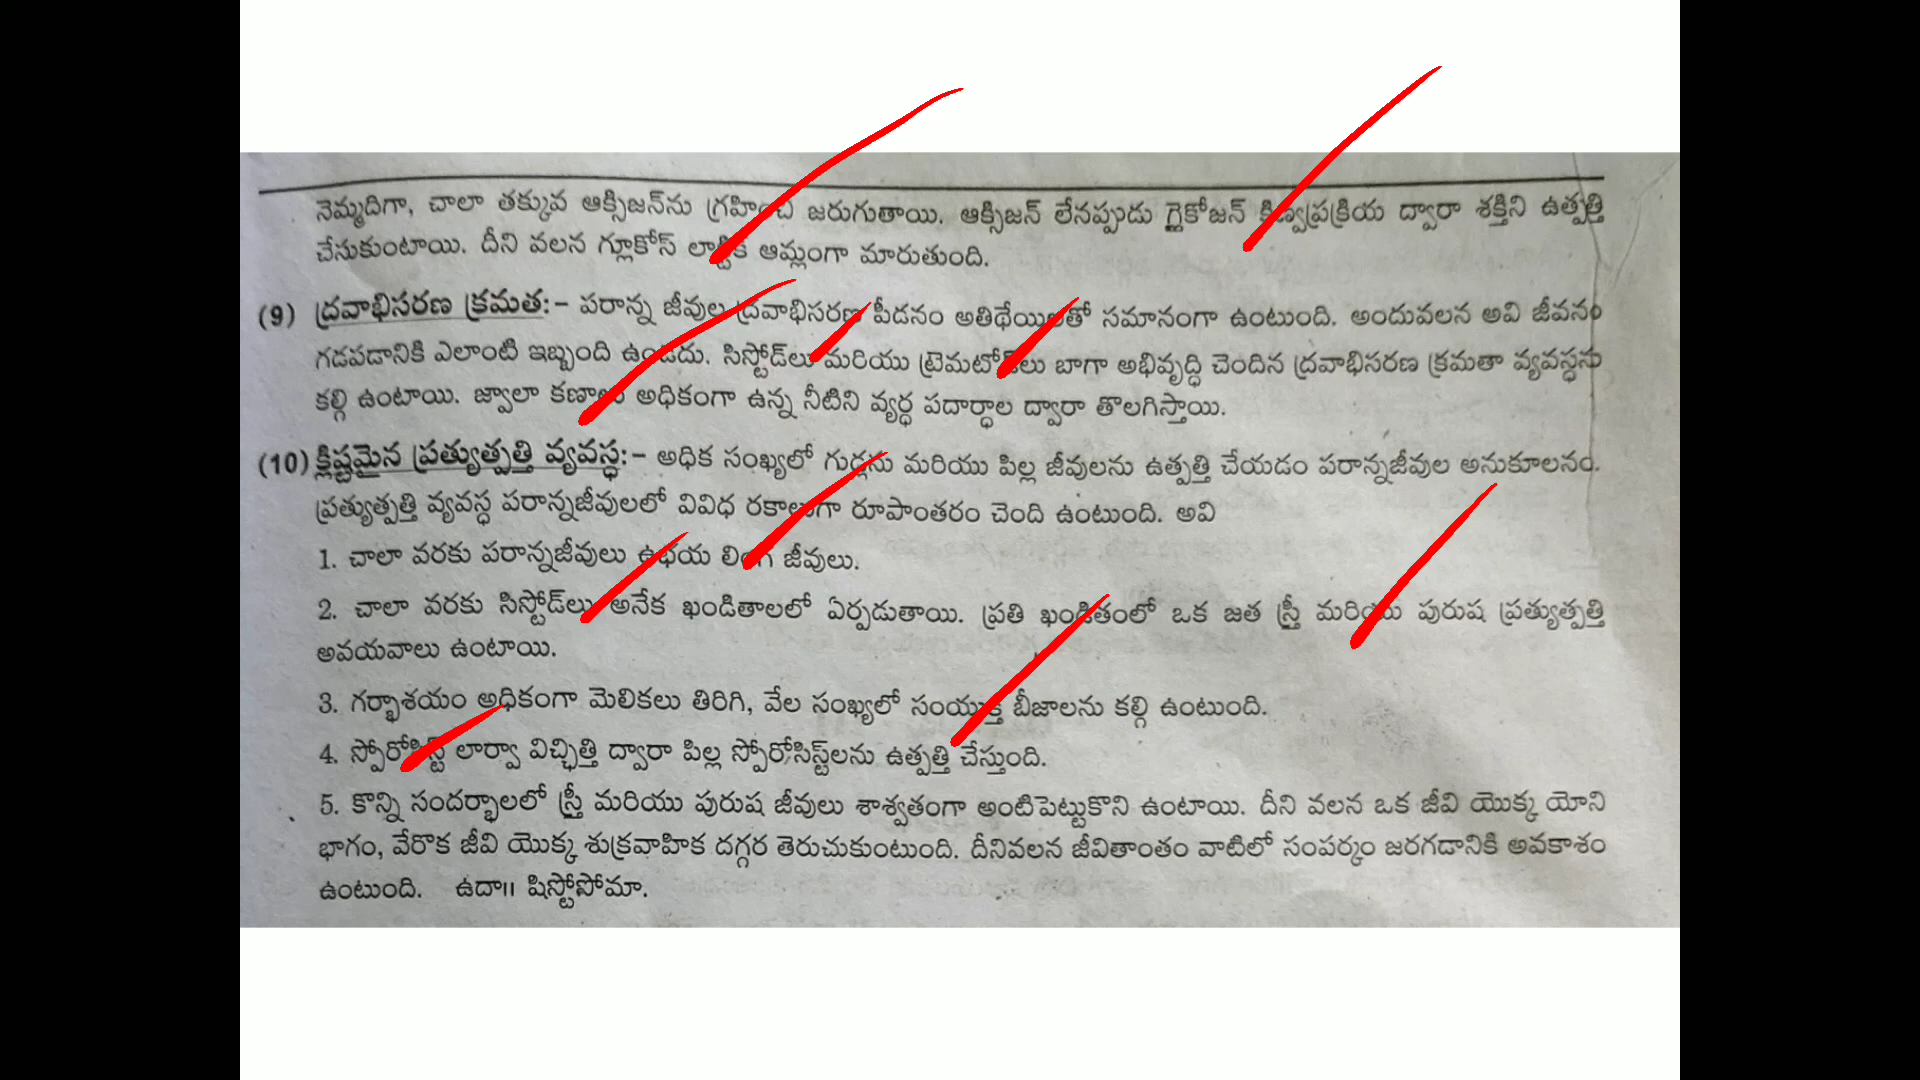 నెమ్మదిగా, చాలా తక్కువ ఆక్సిజన్‌ను గ్రహించి జరుగుతాయి. ఆక్సిజన్ లేనప్పుడు గ్లైకోజన్ కిణ్వప్రక్రియ ద్వారా శక్తిని ఉత్పత్తి
చేసుకుంటాయి. దీని వలన గ్లూకోస్ లాక్టిక్ ఆమ్లంగా మారుతుంది.
(9) ద్రవాభిసరణ క్రమత:- పరాన్న జీవుల ద్రవాభిసరణ పీడనం అతిథేయిలతో సమానంగా ఉంటుంది. అందువలన అవి జీవనం
గడపడానికి ఎలాంటి ఇబ్బంది ఉండదు. సిస్టోడ్‌లు మరియు ట్రెమటోడ్‌లు బాగా అభివృద్ధి చెందిన ద్రవాభిసరణ క్రమతా వ్యవస్థను
కల్గి ఉంటాయి. జ్వాలా కణాలు అధికంగా ఉన్న నీటిని వ్యర్థ పదార్థాల ద్వారా తొలగిస్తాయి.
(10) క్లిష్టమైన ప్రత్యుత్పత్తి వ్యవస్థ:- అధిక సంఖ్యలో గుడ్లను మరియు పిల్ల జీవులను ఉత్పత్తి చేయడం పరాన్నజీవుల అనుకూలనం.
ప్రత్యుత్పత్తి వ్యవస్థ పరాన్నజీవులలో వివిధ రకాలుగా రూపాంతరం చెంది ఉంటుంది. అవి
1. చాలా వరకు పరాన్నజీవులు ఉభయ లింగ జీవులు.
2. చాలా వరకు సిస్టోడ్‌లు అనేక ఖండితాలలో ఏర్పడుతాయి. ప్రతి ఖండితంలో ఒక జత స్త్రీ మరియు పురుష ప్రత్యుత్పత్తి
అవయవాలు ఉంటాయి.
3. గర్భాశయం అధికంగా మెలికలు తిరిగి, వేల సంఖ్యలో సంయుక్త బీజాలను కల్గి ఉంటుంది.
4. స్పోరోసిస్ట్ లార్వా విచ్ఛిత్తి ద్వారా పిల్ల స్పోరోసిస్ట్‌లను ఉత్పత్తి చేస్తుంది.
5. కొన్ని సందర్భాలలో స్త్రీ మరియు పురుష జీవులు శాశ్వతంగా అంటిపెట్టుకొని ఉంటాయి. దీని వలన ఒక జీవి యొక్క యోని
భాగం, వేరొక జీవి యొక్క శుక్రవాహిక దగ్గర తెరుచుకుంటుంది. దీనివలన జీవితాంతం వాటిలో సంపర్కం జరగడానికి అవకాశం
ఉంటుంది. ఉదా॥ షిస్టోసోమా.